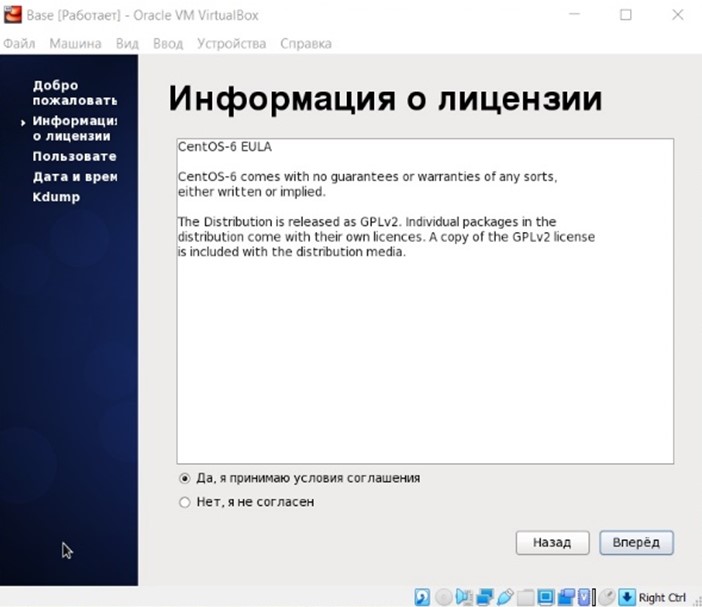 Base [Работает] - Oracle VM VirtualBox
Файл Машина Вид Ввод Устройства Справка
Добро
пожаловать
Информация
о лицензии
Пользовате
Дата и врем
Kdump
Информация о лицензии
CentOS-6 EULA
CentOS-6 comes with no guarantees or warranties of any sorts,
either written or implied.
The Distribution is released as GPLv2. Individual packages in the
distribution come with their own licences. A copy of the GPLv2 license
is included with the distribution media.
Да, я принимаю условия соглашения
Нет, я не согласен
Назад Вперёд
Right Ctrl